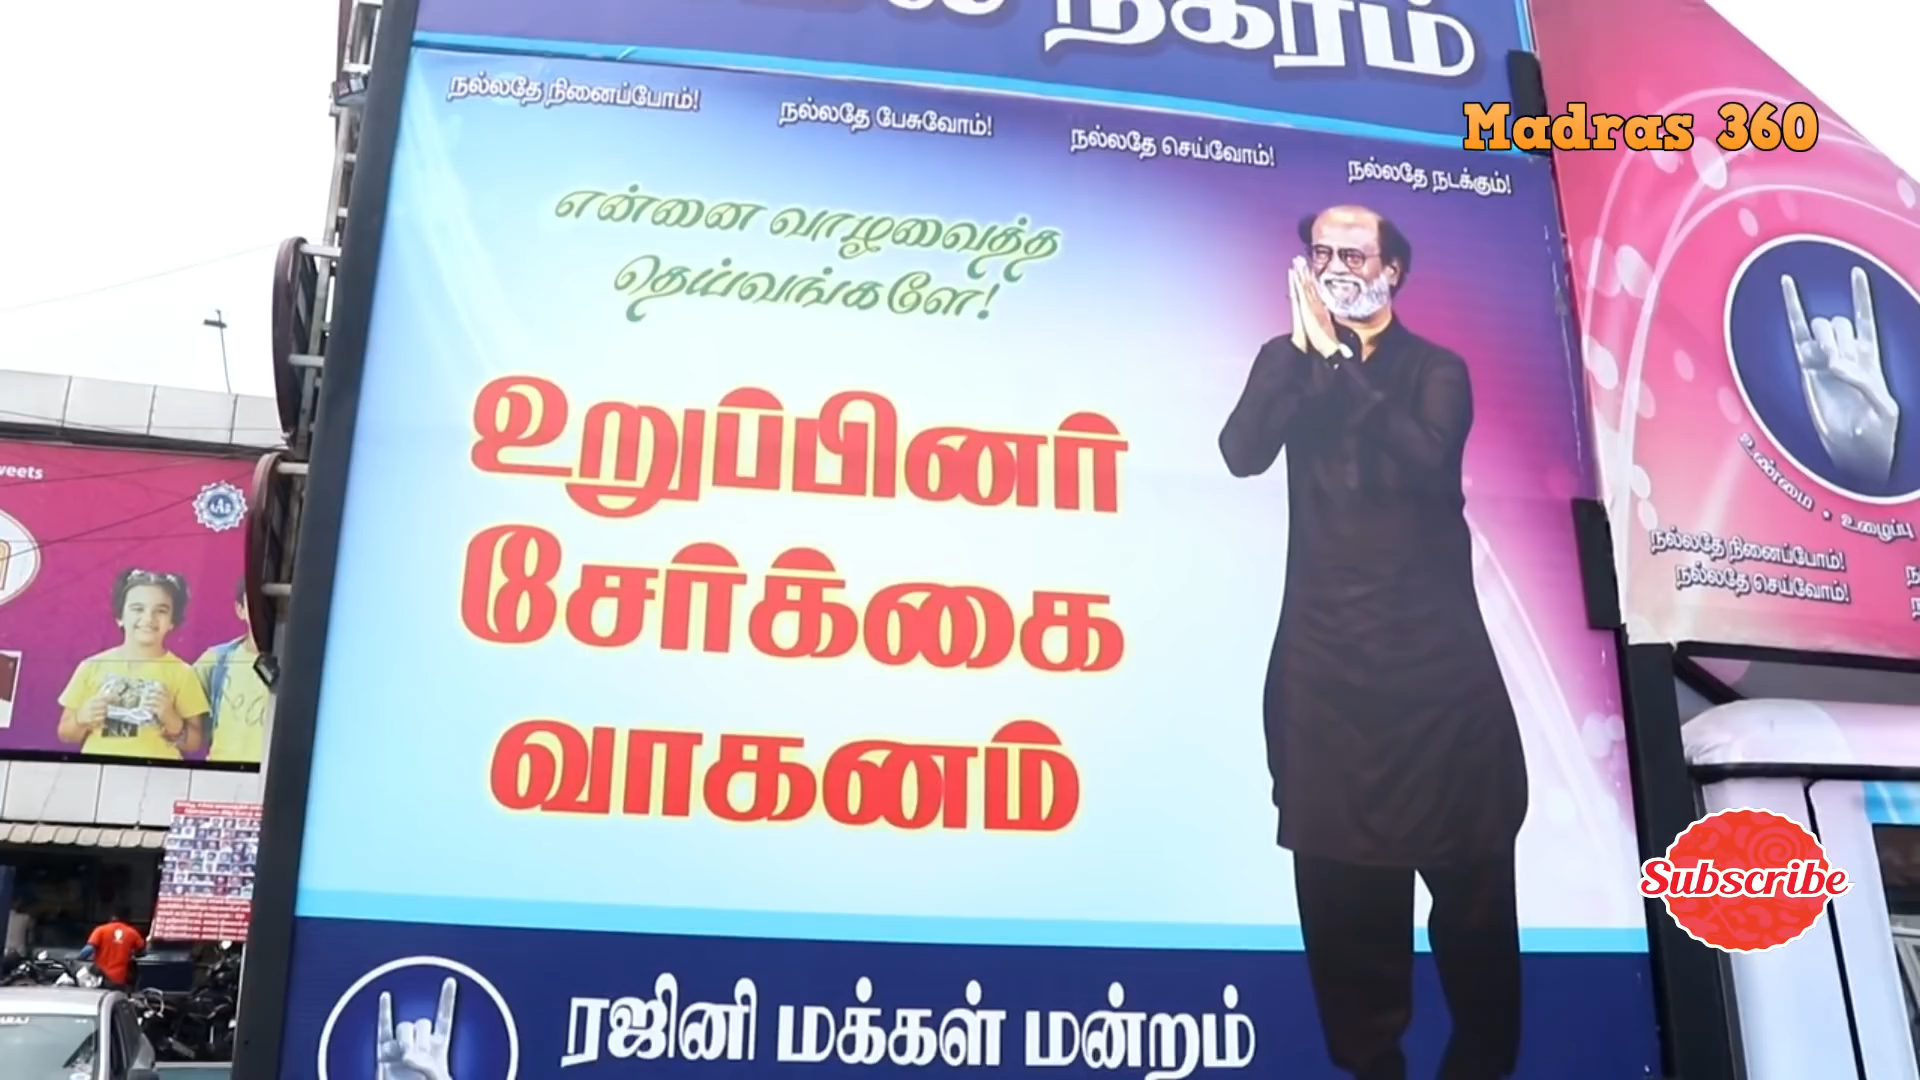 நகரம்
Madras 360
நல்லதே நினைப்போம்!
நல்லதே பேசுவோம்!
நல்லதே செய்வோம்!
நல்லதே நடக்கும்!
என்னை வாழவைத்த
தெய்வங்களே!
உறுப்பினர்
சேர்க்கை
வாகனம்
ரஜினி மக்கள் மன்றம்
உண்மை • உழைப்பு
நல்லதே நினைப்போம்!
நல்லதே செய்வோம்!
Subscribe